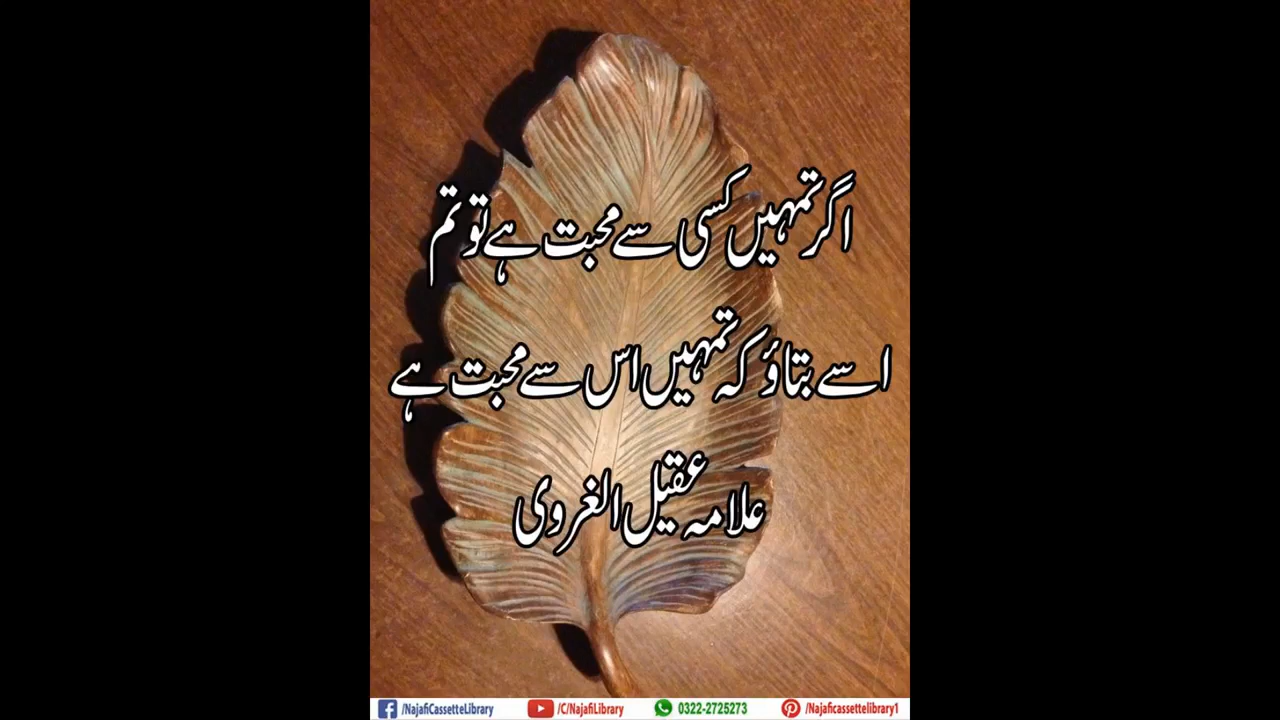 اگر تمہیں کسی سے محبت ہے تو تم
اسے بتاؤ کہ تمہیں اس سے محبت ہے
علامہ عقیل الغروی
/NajafiCassetteLibrary /C/NajafiLibrary 0322-2725273 /Najaficassettelibrary1